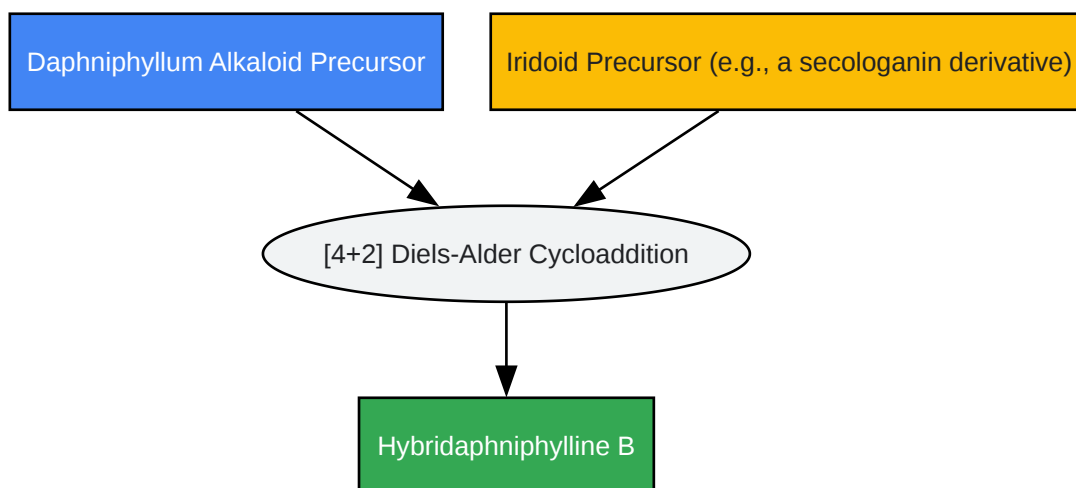 Daphniphyllum Alkaloid Precursor
Iridoid Precursor (e.g., a secologanin derivative)
[4+2] Diels-Alder Cycloaddition
Hybridaphniphylline B